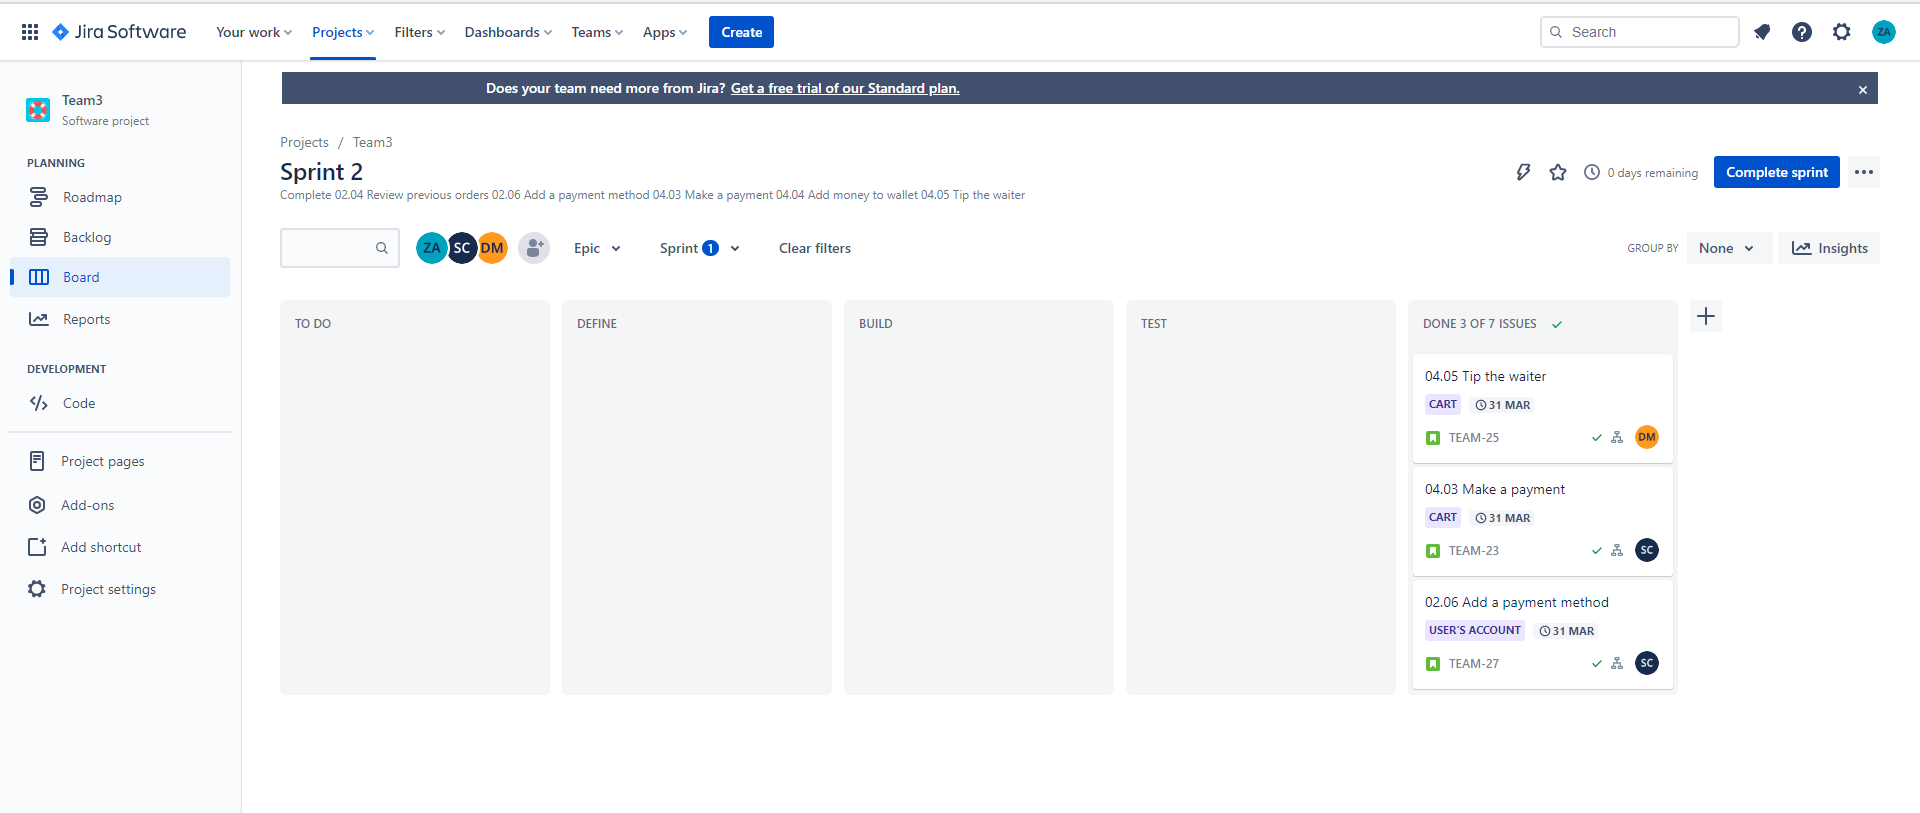 Jira Software Your work Projects Filters Dashboards Teams Apps Create Search ZA
Does your team need more from Jira? Get a free trial of our Standard plan.
Team3
Software project
PLANNING
Roadmap
Backlog
Board
Reports
DEVELOPMENT
Code
Project pages
Add-ons
Add shortcut
Project settings
Projects / Team3
Sprint 2
0 days remaining Complete sprint
Complete 02.04 Review previous orders 02.06 Add a payment method 04.03 Make a payment 04.04 Add money to wallet 04.05 Tip the waiter
ZA SC DM Epic Sprint 1 Clear filters GROUP BY None Insights
TO DO
DEFINE
BUILD
TEST
DONE 3 OF 7 ISSUES
04.05 Tip the waiter
CART 31 MAR
TEAM-25 DM
04.03 Make a payment
CART 31 MAR
TEAM-23 SC
02.06 Add a payment method
USER'S ACCOUNT 31 MAR
TEAM-27 SC